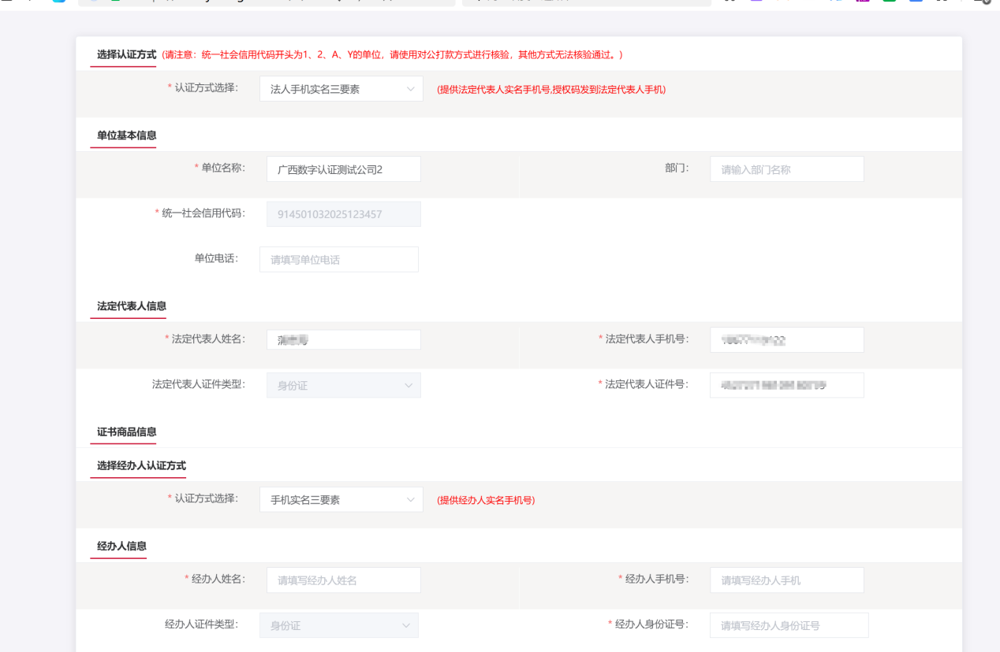 选择认证方式 (请注意：统一社会信用代码开头为1、2、A、Y的单位，请使用对公打款方式进行核验，其他方式无法核验通过。)
* 认证方式选择： 法人手机实名三要素 (提供法定代表人实名手机号,授权码发到法定代表人手机)
单位基本信息
* 单位名称： 广西数字认证测试公司2 部门： 请输入部门名称
* 统一社会信用代码： 914501032025123457
单位电话： 请填写单位电话
法定代表人信息
* 法定代表人姓名： * 法定代表人手机号：
法定代表人证件类型： 身份证 * 法定代表人证件号：
证书商品信息
选择经办人认证方式
* 认证方式选择： 手机实名三要素 (提供经办人实名手机号)
经办人信息
* 经办人姓名： 请填写经办人姓名 * 经办人手机号： 请填写经办人手机
经办人证件类型： 身份证 * 经办人身份证号： 请填写经办人身份证号